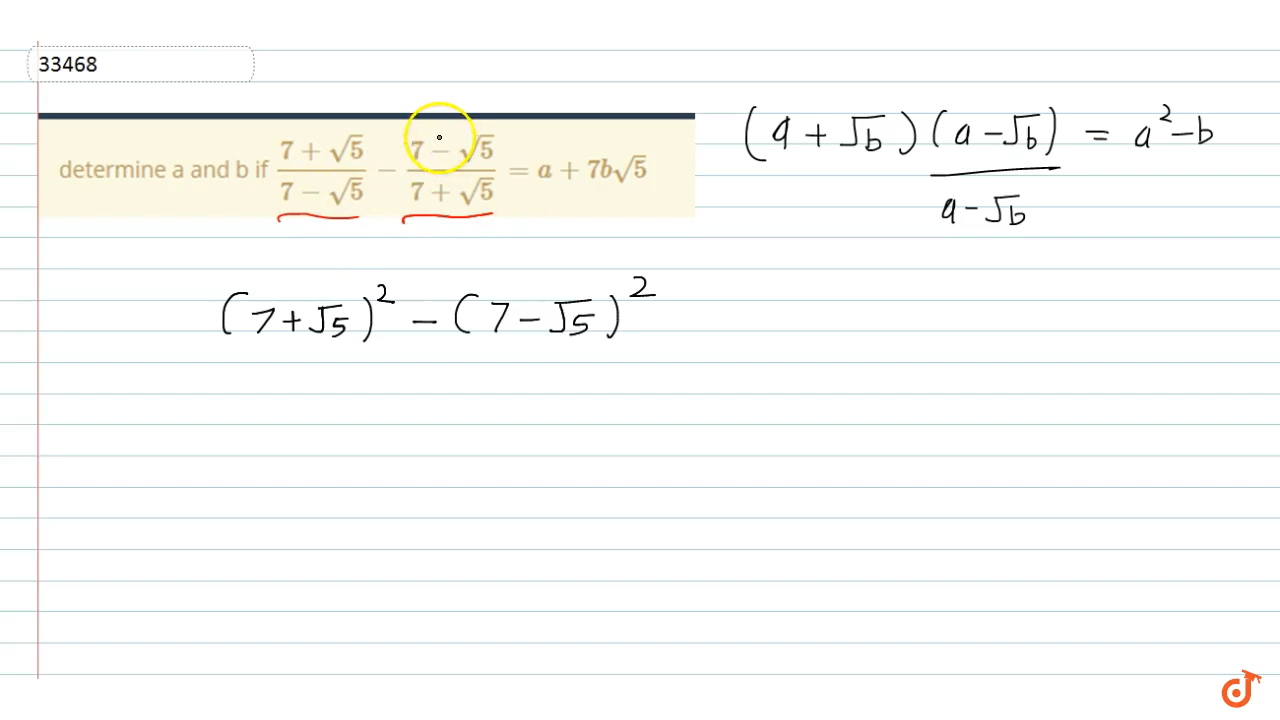 33468
determine a and b if (7 + √5)/(7 − √5) − (7 − √5)/(7 + √5) = a + 7b√5
(a + √b)(a − √b) = a² − b
a − √b
(7 + √5)² − (7 − √5)²